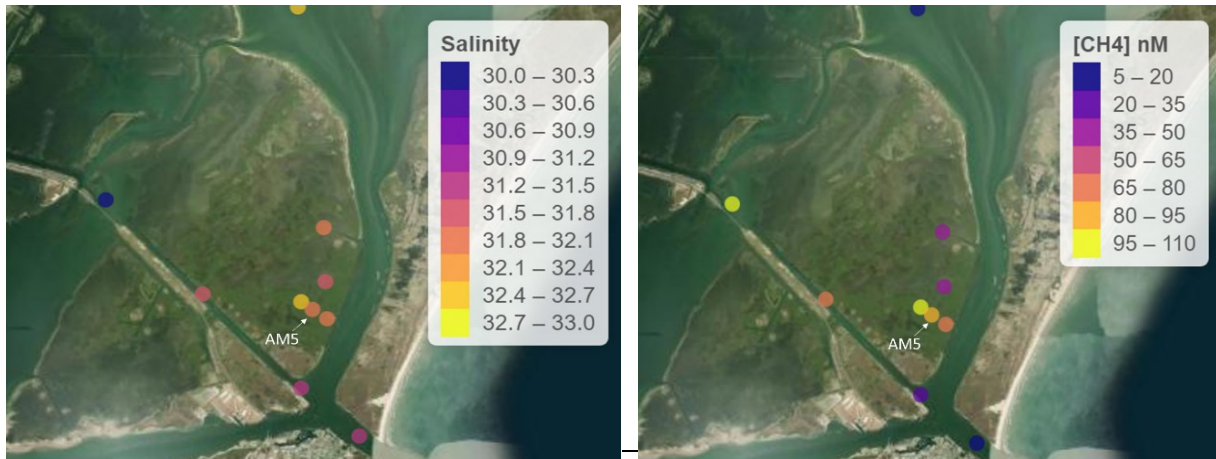 Salinity
30.0 – 30.3
30.3 – 30.6
30.6 – 30.9
30.9 – 31.2
31.2 – 31.5
31.5 – 31.8
31.8 – 32.1
32.1 – 32.4
32.4 – 32.7
32.7 – 33.0
AM5
[CH4] nM
5 – 20
20 – 35
35 – 50
50 – 65
65 – 80
80 – 95
95 – 110
AM5